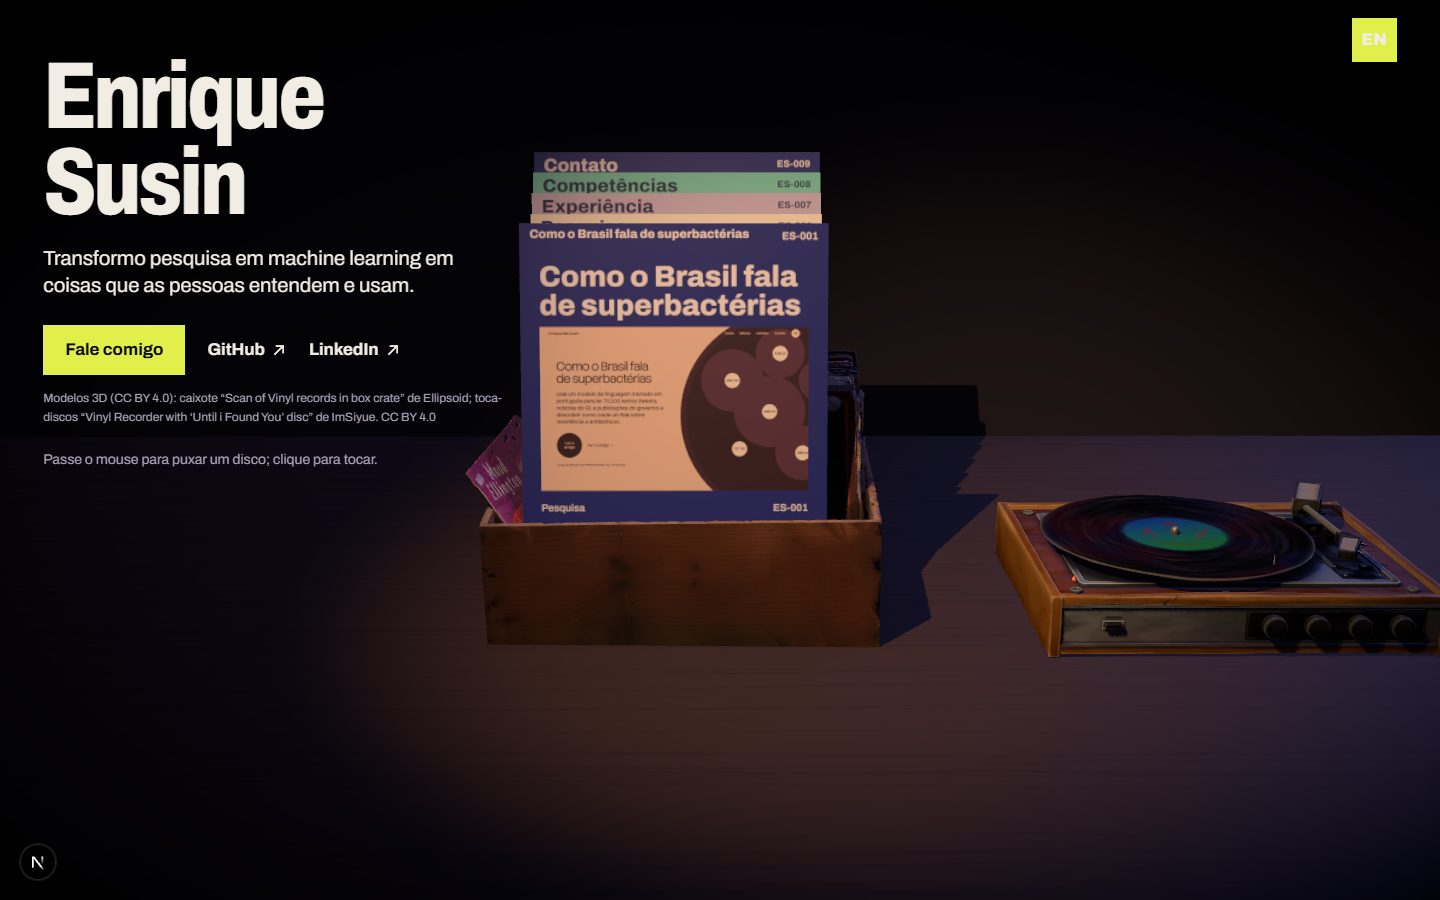 EN
Enrique
Susin
Transformo pesquisa em machine learning em
coisas que as pessoas entendem e usam.
Fale comigo
GitHub
LinkedIn
Modelos 3D (CC BY 4.0): caixote “Scan of Vinyl records in box crate” de Ellipsoid; toca-
discos “Vinyl Recorder with ‘Until i Found You’ disc” de ImSiyue. CC BY 4.0
Passe o mouse para puxar um disco; clique para tocar.
Contato ES-009
Competências ES-008
Experiência ES-007
Como o Brasil fala de superbactérias ES-001
Como o Brasil fala
de superbactérias
Como o Brasil fala
de superbactérias
Pesquisa ES-001
Mood
Ellington
N